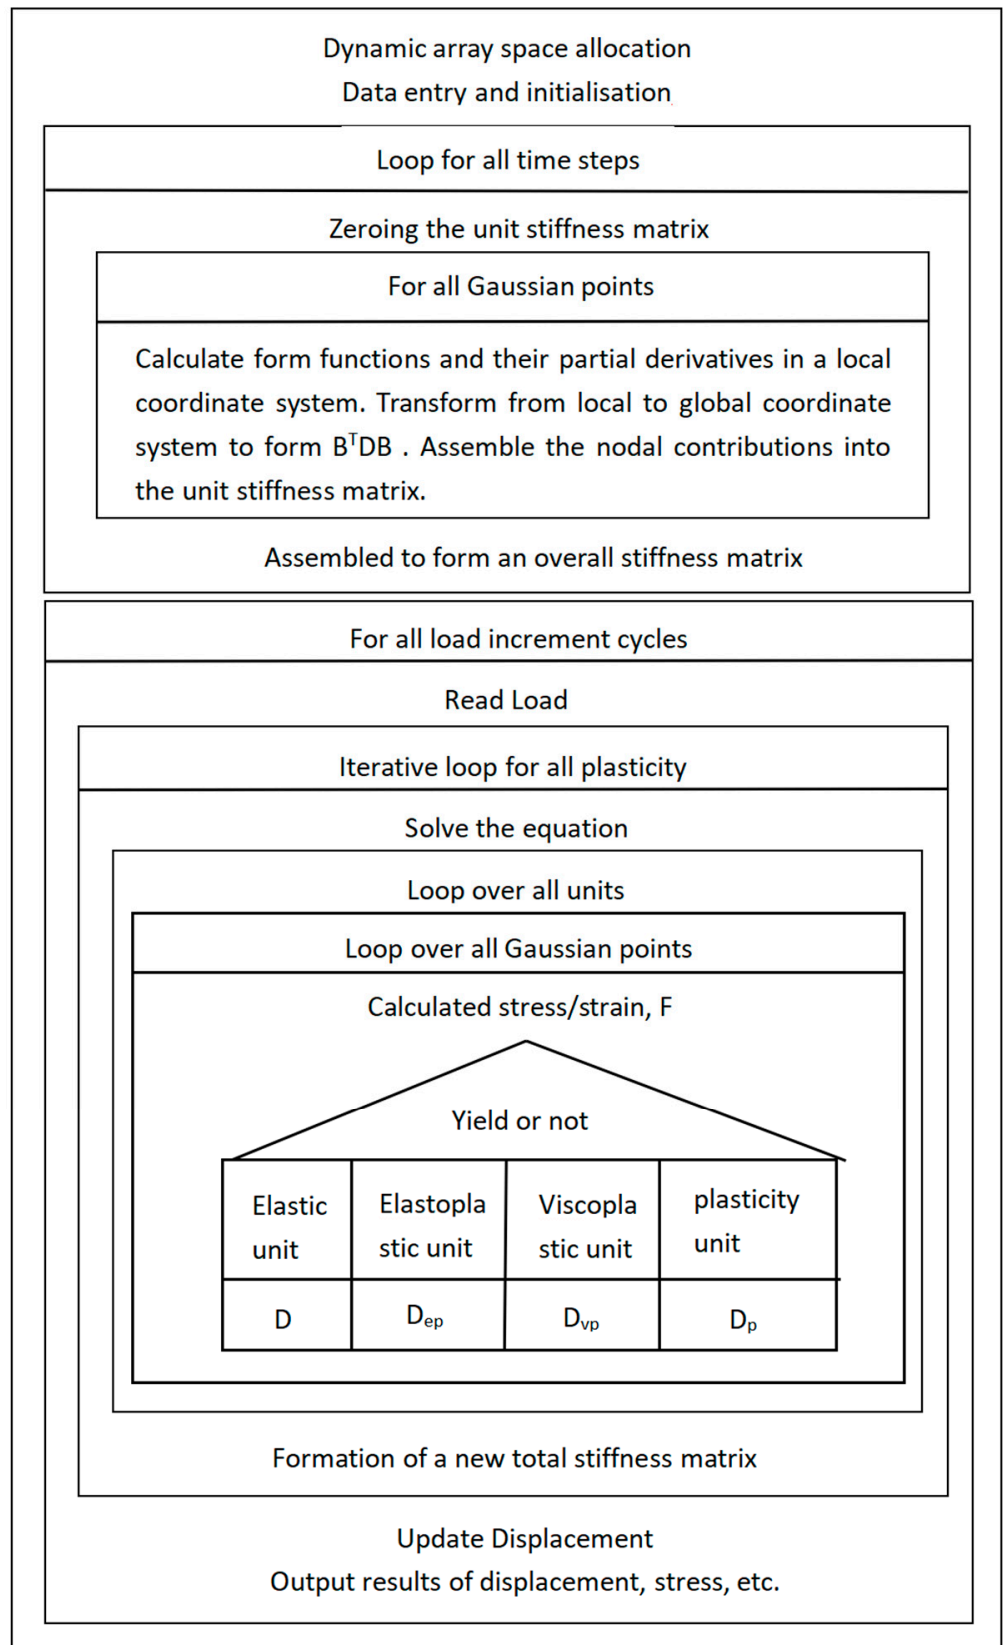 Dynamic array space allocation
Data entry and initialisation
Loop for all time steps
Zeroing the unit stiffness matrix
For all Gaussian points
Calculate form functions and their partial derivatives in a local
coordinate system. Transform from local to global coordinate
system to form BᵀDB . Assemble the nodal contributions into
the unit stiffness matrix.
Assembled to form an overall stiffness matrix
For all load increment cycles
Read Load
Iterative loop for all plasticity
Solve the equation
Loop over all units
Loop over all Gaussian points
Calculated stress/strain, F
Yield or not
Elastic
unit
Elastopla
stic unit
Viscopla
stic unit
plasticity
unit
D
Dep
Dvp
Dp
Formation of a new total stiffness matrix
Update Displacement
Output results of displacement, stress, etc.